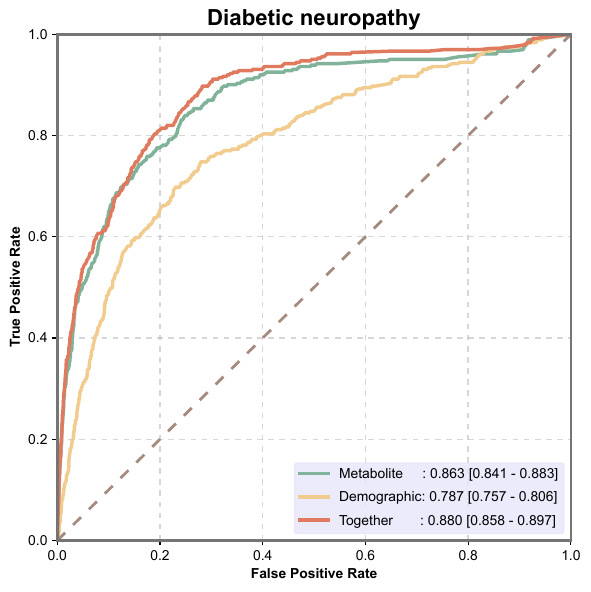 Diabetic neuropathy
1.0
0.8
0.6
0.4
0.2
0.0
True Positive Rate
Metabolite : 0.863 [0.841 - 0.883]
Demographic: 0.787 [0.757 - 0.806]
Together : 0.880 [0.858 - 0.897]
0.0 0.2 0.4 0.6 0.8 1.0
False Positive Rate